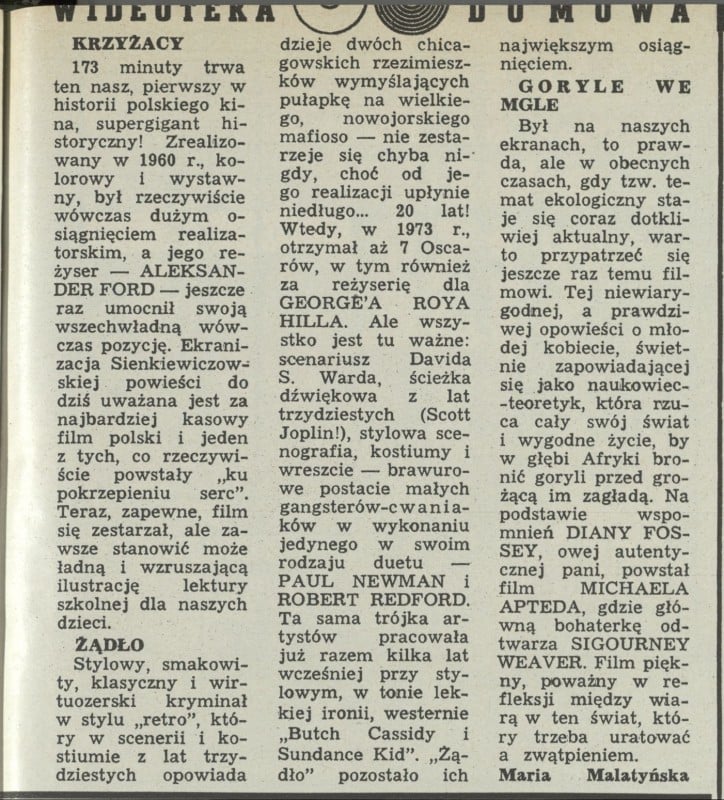 WIDEOTEKA DOMOWA
KRZYŻACY
173 minuty trwa
ten nasz, pierwszy w
historii polskiego ki-
na, supergigant hi-
storyczny! Zrealizo-
wany w 1960 r., ko-
lorowy i wystaw-
ny, był rzeczywiście
wówczas dużym o-
siągnięciem realiza-
torskim, a jego re-
żyser — ALEKSAN-
DER FORD — jeszcze
raz umocnił swoją
wszechwładną wów-
czas pozycję. Ekrani-
zacja Sienkiewiczow-
skiej powieści do
dziś uważana jest za
najbardziej kasowy
film polski i jeden
z tych, co rzeczywi-
ście powstały „ku
pokrzepieniu serc”.
Teraz, zapewne, film
się zestarzał, ale za-
wsze stanowić może
ładną i wzruszającą
ilustrację lektury
szkolnej dla naszych
dzieci.
ŻĄDŁO
Stylowy, smakowi-
ty, klasyczny i wir-
tuozerski kryminał
w stylu „retro”, któ-
ry w scenerii i ko-
stiumie z lat trzy-
dziestych opowiada
dzieje dwóch chica-
gowskich rzezimiesz-
ków wymyślających
pułapkę na wielkie-
go, nowojorskiego
mafioso — nie zesta-
rzeje się chyba ni-
gdy, choć od je-
go realizacji upłynie
niedługo... 20 lat!
Wtedy, w 1973 r.,
otrzymał aż 7 Osca-
rów, w tym również
za reżyserię dla
GEORGE'A ROYA
HILLA. Ale wszy-
stko jest tu ważne:
scenariusz Davida
S. Warda, ścieżka
dźwiękowa z lat
trzydziestych (Scott
Joplin!), stylowa sce-
nografia, kostiumy i
wreszcie — brawuro-
we postacie małych
gangsterów-cwania-
ków w wykonaniu
jedynego w swoim
rodzaju duetu —
PAUL NEWMAN i
ROBERT REDFORD.
Ta sama trójka ar-
tystów pracowała
już razem kilka lat
wcześniej przy sty-
lowym, w tonie lek-
kiej ironii, westernie
„Butch Cassidy i
Sundance Kid”. „Żą-
dło” pozostało ich
największym osiąg-
nięciem.
GORYLE WE
MGLE
Był na naszych
ekranach, to praw-
da, ale w obecnych
czasach, gdy tzw. te-
mat ekologiczny sta-
je się coraz dotkli-
wiej aktualny, war-
to przypatrzeć się
jeszcze raz temu fil-
mowi. Tej niewiary-
godnej, a prawdzi-
wej opowieści o mło-
dej kobiecie, świet-
nie zapowiadającej
się jako naukowiec-
-teoretyk, która rzu-
ca cały swój świat
i wygodne życie, by
w głębi Afryki bro-
nić goryli przed gro-
żącą im zagładą. Na
podstawie wspo-
mnień DIANY FOS-
SEY, owej autenty-
cznej pani, powstał
film MICHAELA
APTEDA, gdzie głó-
wną bohaterkę od-
twarza SIGOURNEY
WEAVER. Film pięk-
ny, poważny w re-
fleksji między wia-
rą w ten świat, któ-
ry trzeba uratować
a zwątpieniem.
Maria Malatyńska